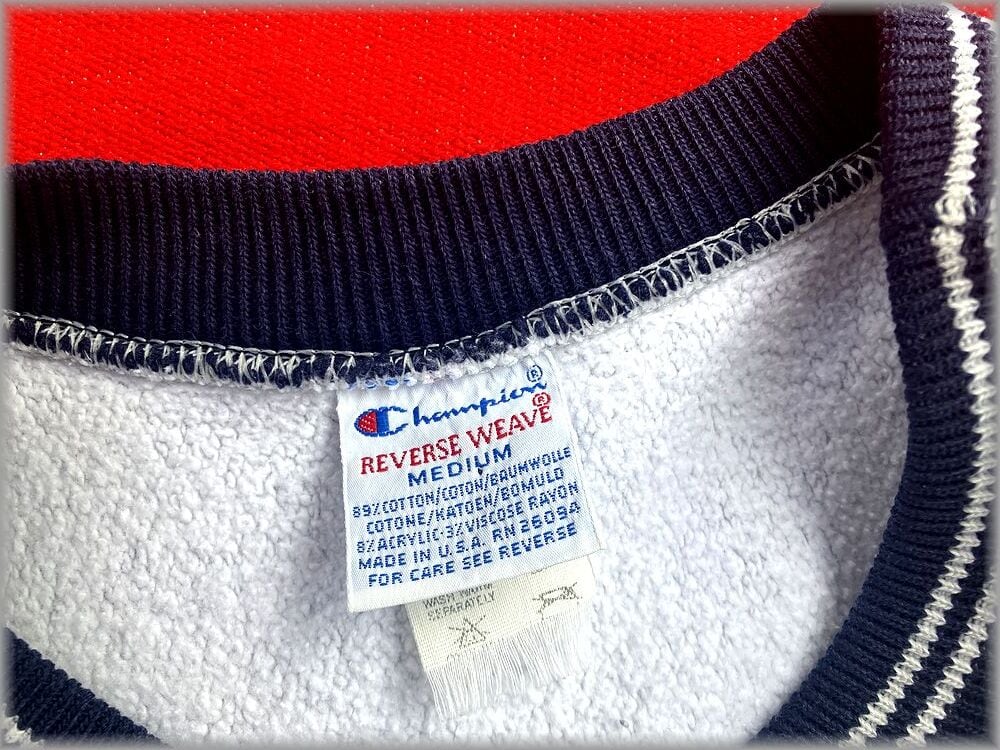 Champion®
REVERSE WEAVE®
MEDIUM
89%COTTON/COTON/BAUMWOLLE
COTONE/KATOEN/BOMULD
8%ACRYLIC·3%VISCOSE RAYON
MADE IN U.S.A. RN 26094
FOR CARE SEE REVERSE
WASH WARM
SEPARATELY